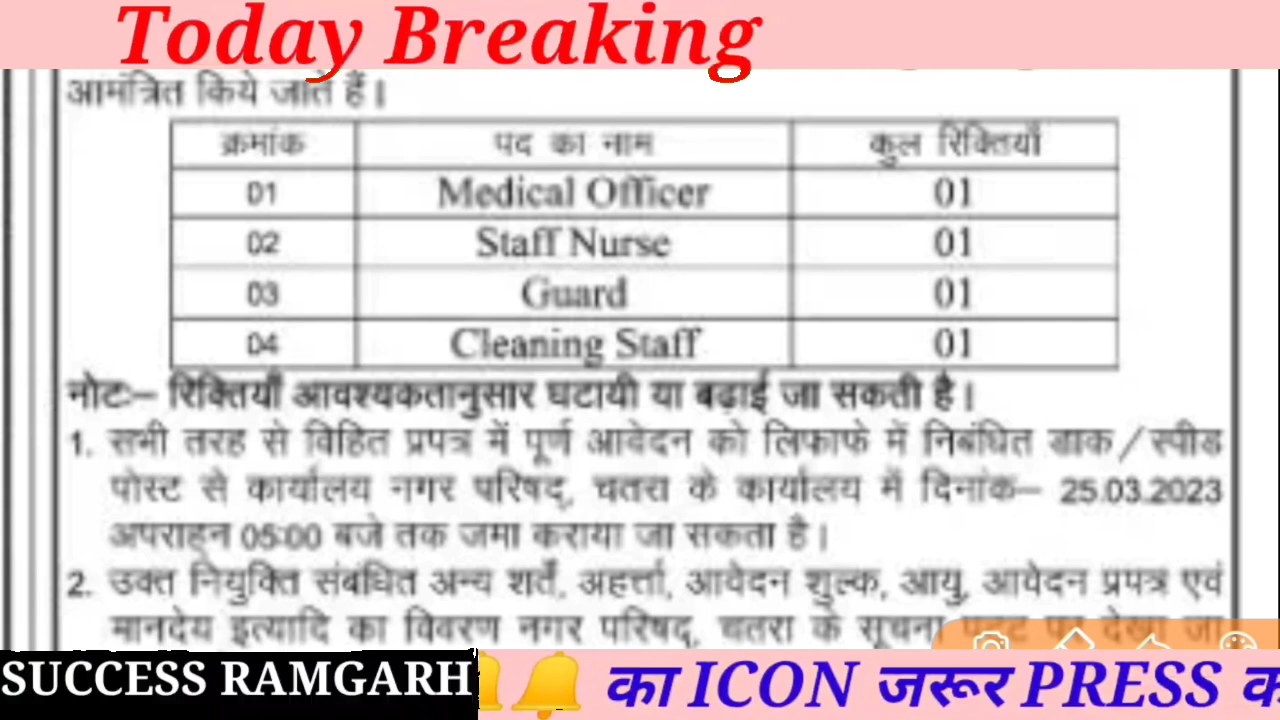 Today Breaking
आमंत्रित किये जाते हैं।
क्रमांक पद का नाम कुल रिक्तियाँ
01 Medical Officer 01
02 Staff Nurse 01
03 Guard 01
04 Cleaning Staff 01
नोटः– रिक्तियाँ आवश्यकतानुसार घटायी या बढ़ाई जा सकती है।
1. सभी तरह से विहित प्रपत्र में पूर्ण आवेदन को लिफाफे में निबंधित डाक/स्पीड
पोस्ट से कार्यालय नगर परिषद्, चतरा के कार्यालय में दिनांक– 25.03.2023
अपराह्न 05:00 बजे तक जमा कराया जा सकता है।
2. उक्त नियुक्ति संबंधित अन्य शर्तें, अहर्त्ता, आवेदन शुल्क, आयु, आवेदन प्रपत्र एवं
मानदेय इत्यादि का विवरण नगर परिषद्, चतरा के सूचना पट्ट पर देखा जा
SUCCESS RAMGARH
का ICON जरूर PRESS क